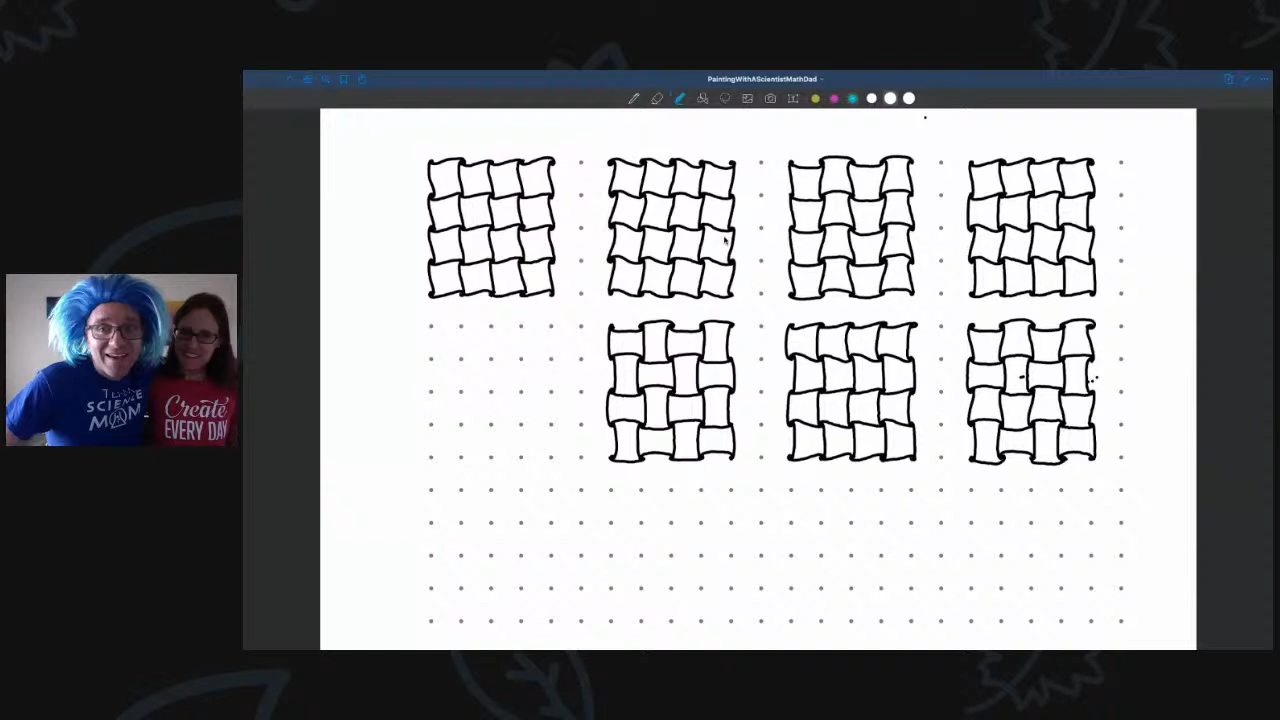 PaintingWithAScientistMathDad
SCIENCE
MOM
Create
EVERY DAY